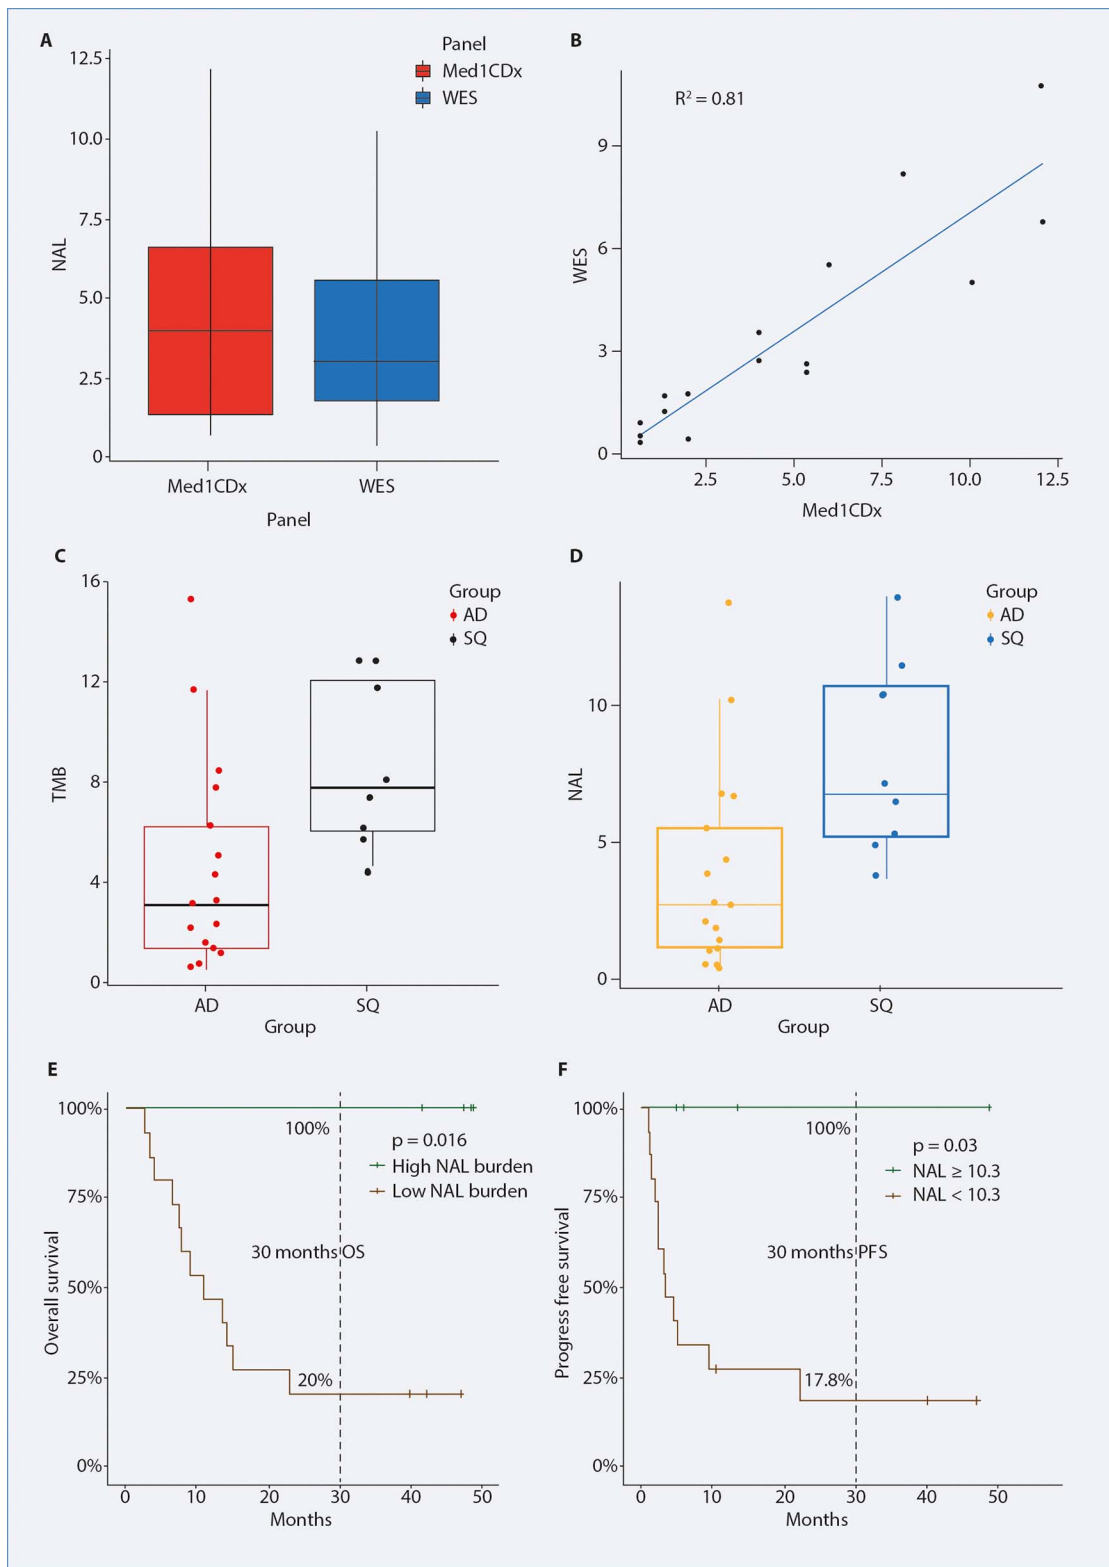 A
Panel
Med1CDx
WES
12.5
10.0
7.5
5.0
2.5
0
NAL
Med1CDx WES
Panel
B
R² = 0.81
9
6
3
0
WES
2.5 5.0 7.5 10.0 12.5
Med1CDx
C
Group
AD
SQ
16
12
8
4
0
TMB
AD SQ
Group
D
Group
AD
SQ
10
5
0
NAL
AD SQ
Group
E
100%
75%
50%
25%
0%
Overall survival
100%
p = 0.016
High NAL burden
Low NAL burden
30 months OS
20%
0 10 20 30 40 50
Months
F
100%
75%
50%
25%
0%
Progress free survival
100%
p = 0.03
NAL ≥ 10.3
NAL < 10.3
30 months PFS
17.8%
0 10 20 30 40 50
Months